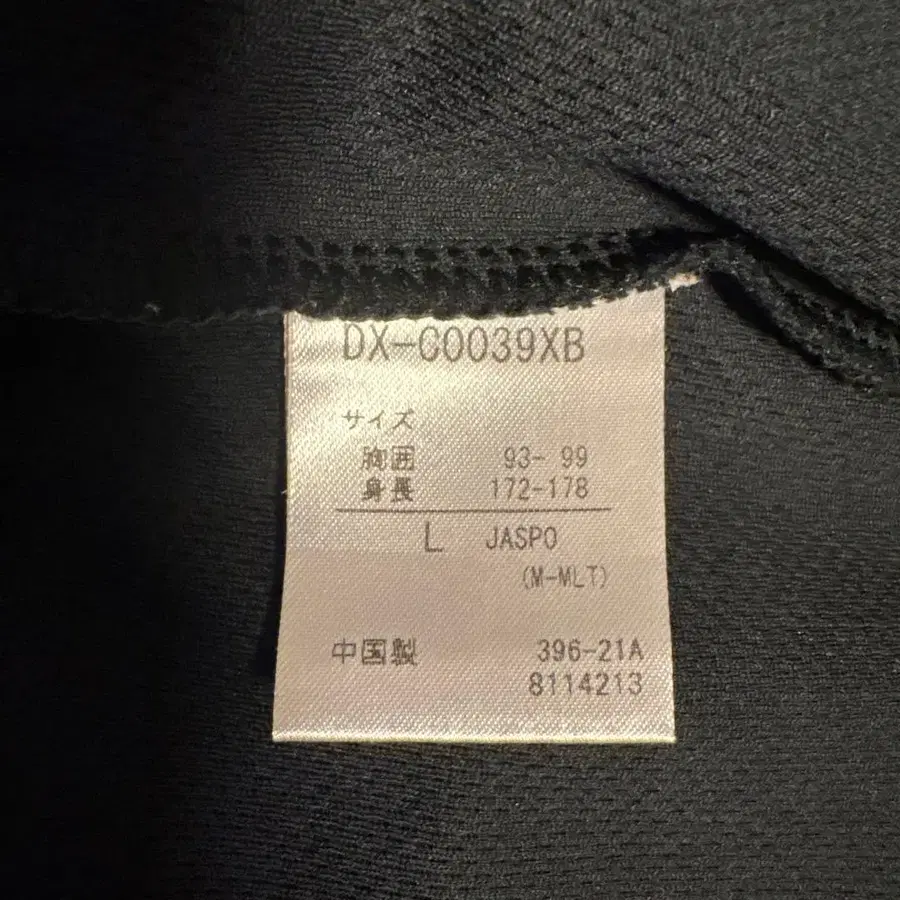 DX-C0039XB
サイズ
胸囲 93- 99
身長 172-178
L JASPO
(M-MLT)
中国製 396-21A
8114213